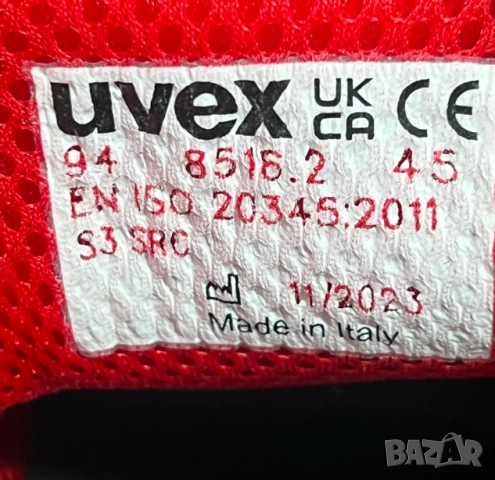 uvex UK CA CE
94 8516.2 45
EN ISO 20345:2011
S3 SRC
11/2023
Made in Italy
BAZAR